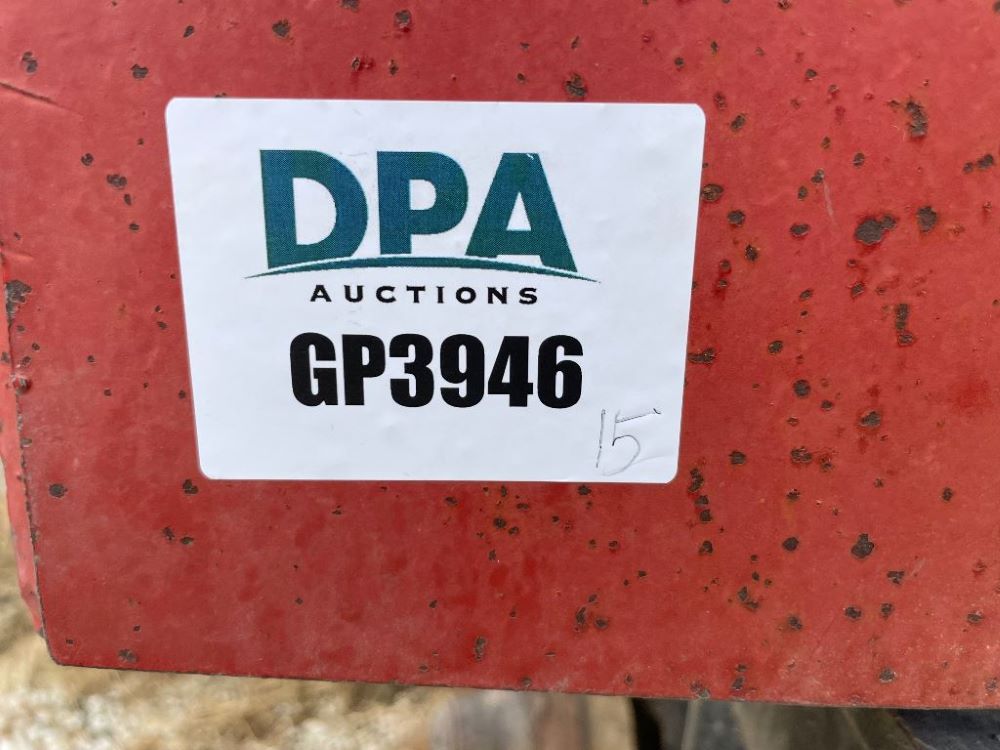 DPA
AUCTIONS
GP3946
15